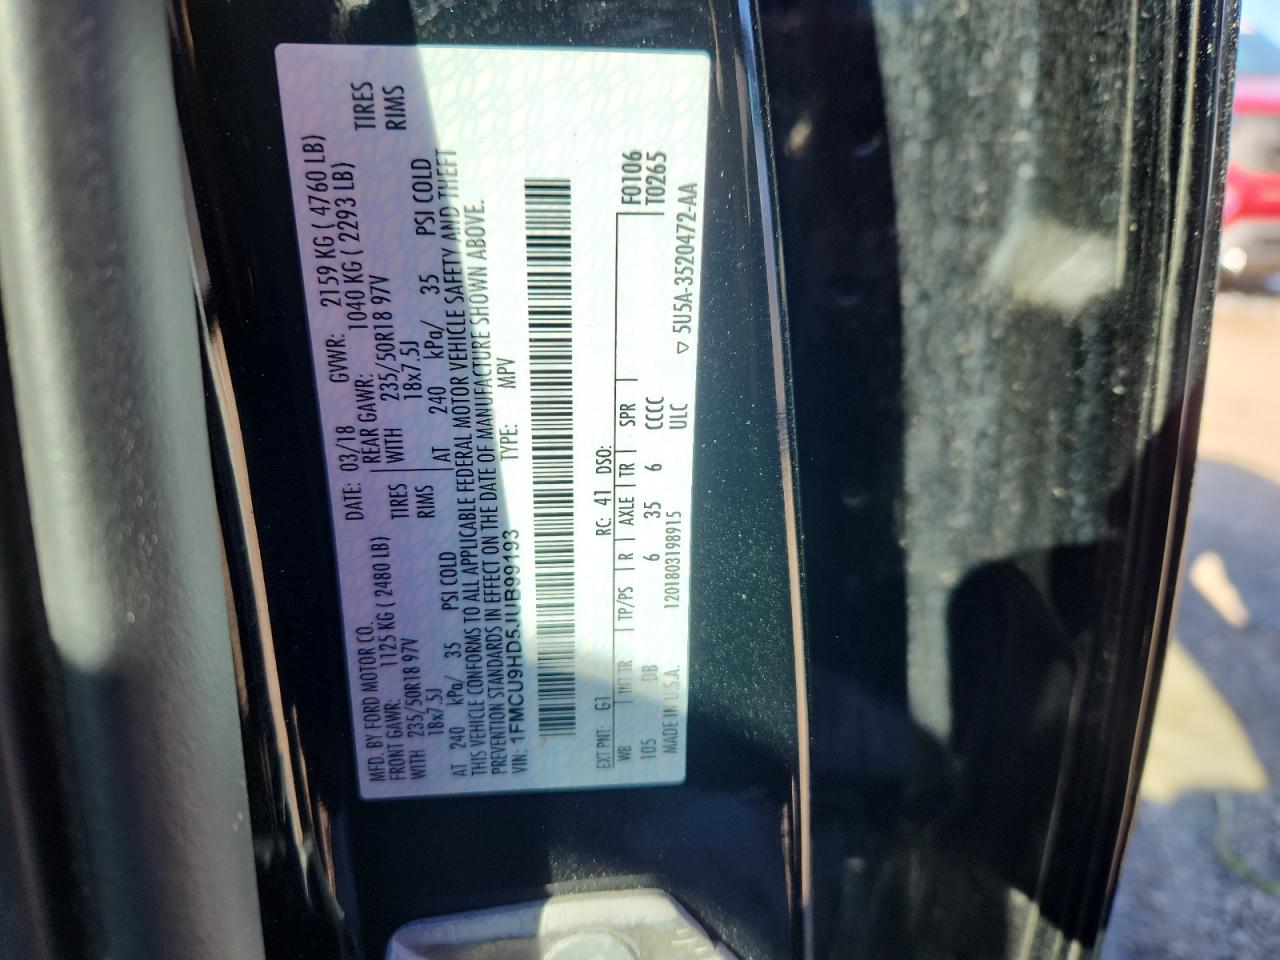 MFD. BY FORD MOTOR CO.
DATE: 03/18 GVWR: 2159 KG ( 4760 LB)
FRONT GAWR: 1125 KG ( 2480 LB) REAR GAWR: 1040 KG ( 2293 LB)
WITH 235/50R18 97V TIRES WITH 235/50R18 97V TIRES
18x7.5J RIMS 18x7.5J RIMS
AT 240 kPa/ 35 PSI COLD AT 240 kPa/ 35 PSI COLD
THIS VEHICLE CONFORMS TO ALL APPLICABLE FEDERAL MOTOR VEHICLE SAFETY AND THEFT
PREVENTION STANDARDS IN EFFECT ON THE DATE OF MANUFACTURE SHOWN ABOVE.
VIN: 1FMCU9HD5JUB99193 TYPE: MPV
EXT PNT: G1 RC: 41 DSO: F0106
WB INT TR TP/PS R AXLE TR SPR T0265
105 DB 6 35 6 CCCC
MADE IN U.S.A. 1201803198915 ULC ▽ 5U5A-3520472-AA